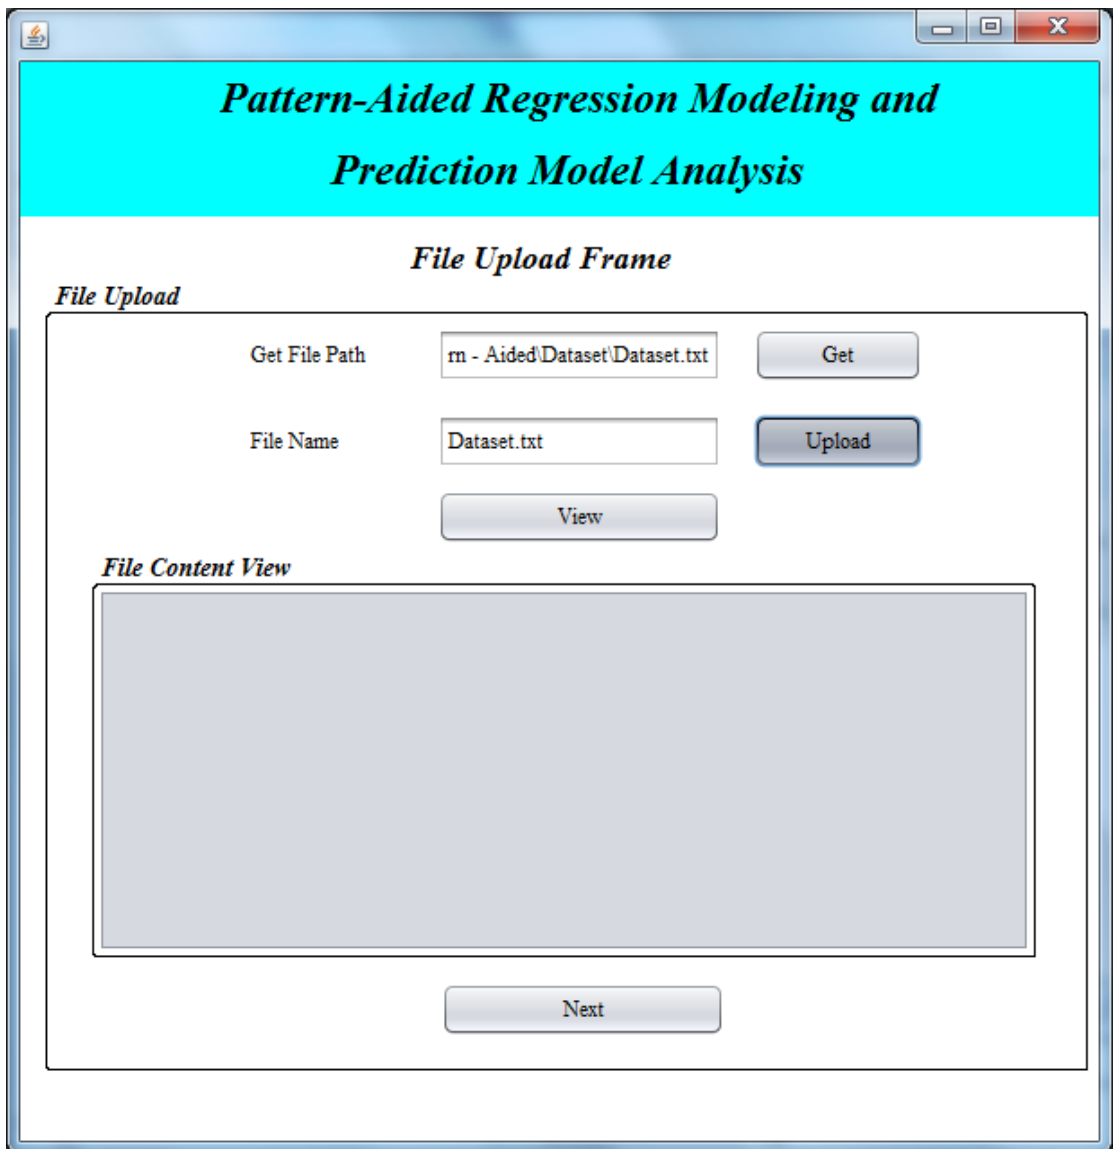 Pattern-Aided Regression Modeling and
Prediction Model Analysis
File Upload Frame
File Upload
Get File Path rn - Aided\Dataset\Dataset.txt Get
File Name Dataset.txt Upload
View
File Content View
Next